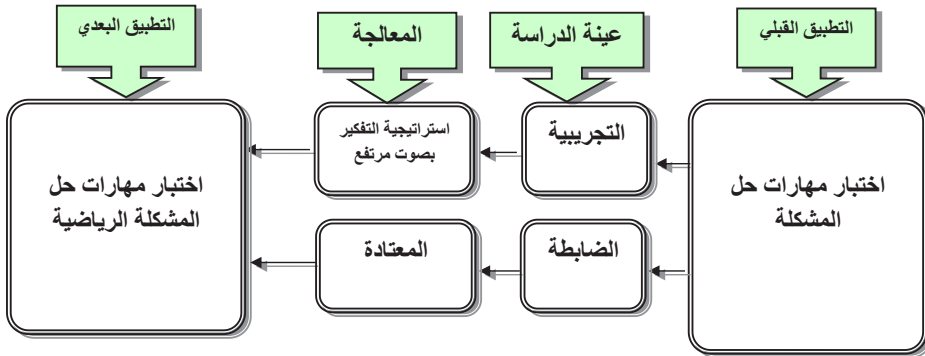 التطبيق القبلي
عينة الدراسة
المعالجة
التطبيق البعدي
اختبار مهارات حل
المشكلة
التجريبية
استراتيجية التفكير
بصوت مرتفع
الضابطة
المعتادة
اختبار مهارات حل
المشكلة الرياضية